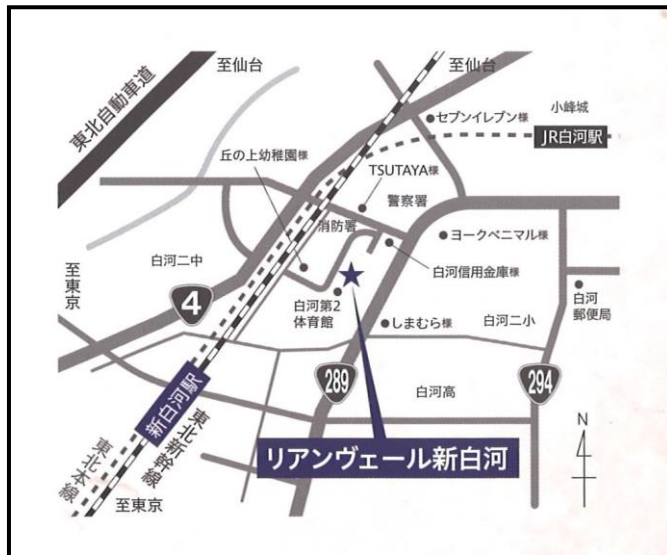 至仙台
至仙台
東北自動車道
小峰城
セブンイレブン様
JR白河駅
丘の上幼稚園様
TSUTAYA様
警察署
消防署
ヨークベニマル様
至東京
白河二中
白河信用金庫様
4
白河第2
体育館
白河
郵便局
しまむら様
白河二小
289
294
白河高
新白河駅
N
東北新幹線
リアンヴェール新白河
東北本線
至東京